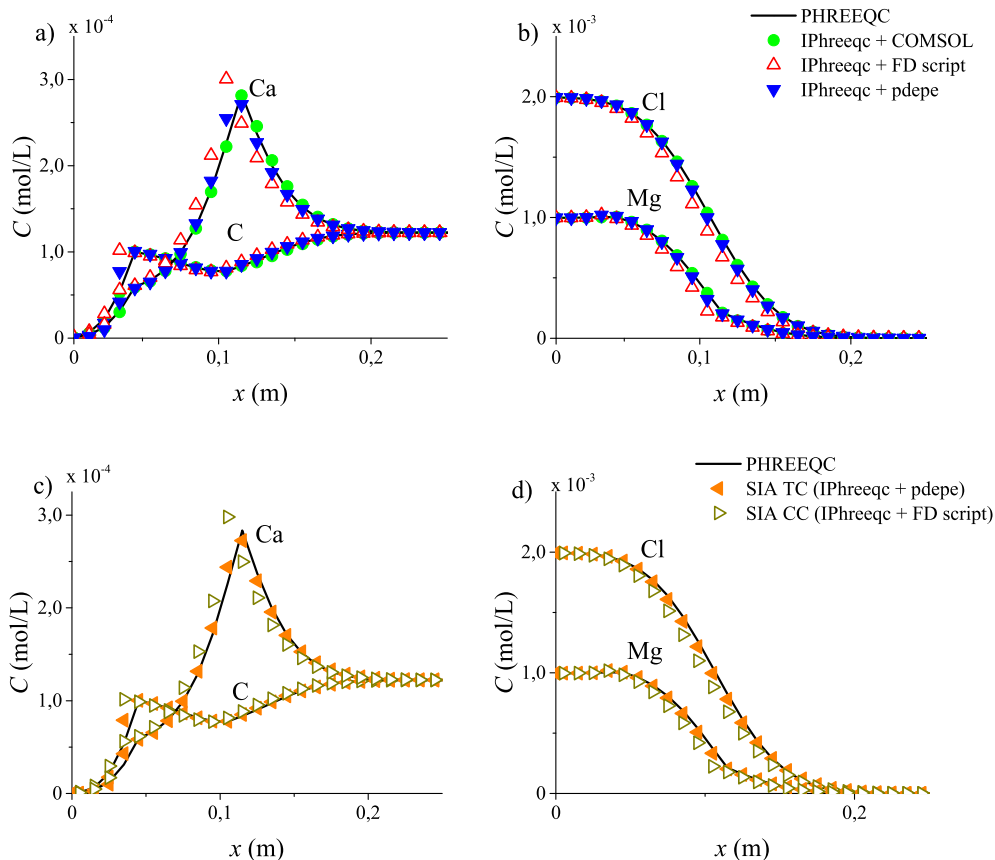 a)
x 10-4
3,0
2,0
1,0
0
C (mol/L)
Ca
C
0
0,1
0,2
x (m)
b)
x 10-3
2,0
1,0
0
C (mol/L)
Cl
Mg
0
0,1
0,2
x (m)
PHREEQC
IPhreeqc + COMSOL
IPhreeqc + FD script
IPhreeqc + pdepe
c)
x 10-4
3,0
2,0
1,0
0
C (mol/L)
Ca
C
0
0,1
0,2
x (m)
d)
x 10-3
2,0
1,0
0
C (mol/L)
Cl
Mg
0
0,2
x (m)
PHREEQC
SIA TC (IPhreeqc + pdepe)
SIA CC (IPhreeqc + FD script)